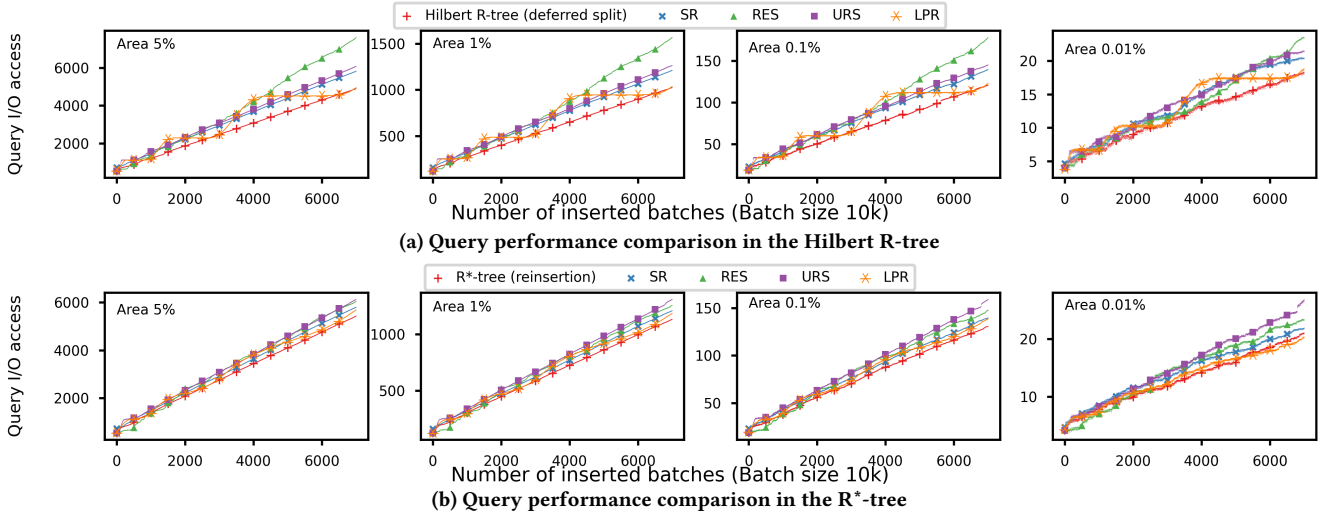 Hilbert R-tree (deferred split) SR RES URS LPR
Query I/O access
Area 5%
6000
4000
2000
0 2000 4000 6000
Area 1%
1500
1000
500
0 2000 4000 6000
Area 0.1%
150
100
50
0 2000 4000 6000
Area 0.01%
20
15
10
5
0 2000 4000 6000
Number of inserted batches (Batch size 10k)
(a) Query performance comparison in the Hilbert R-tree
R*-tree (reinsertion) SR RES URS LPR
Query I/O access
Area 5%
6000
4000
2000
0 2000 4000 6000
Area 1%
1000
500
0 2000 4000 6000
Area 0.1%
150
100
50
0 2000 4000 6000
Area 0.01%
20
10
0 2000 4000 6000
Number of inserted batches (Batch size 10k)
(b) Query performance comparison in the R*-tree